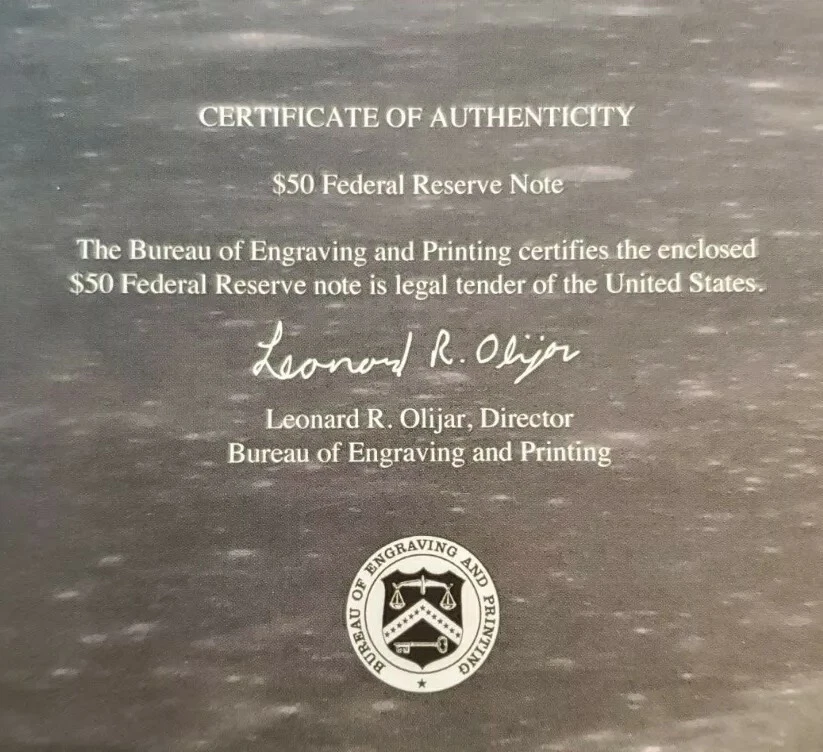 CERTIFICATE OF AUTHENTICITY
$50 Federal Reserve Note
The Bureau of Engraving and Printing certifies the enclosed
$50 Federal Reserve note is legal tender of the United States.
Leonard R. Olijar
Leonard R. Olijar, Director
Bureau of Engraving and Printing
BUREAU OF ENGRAVING AND PRINTING